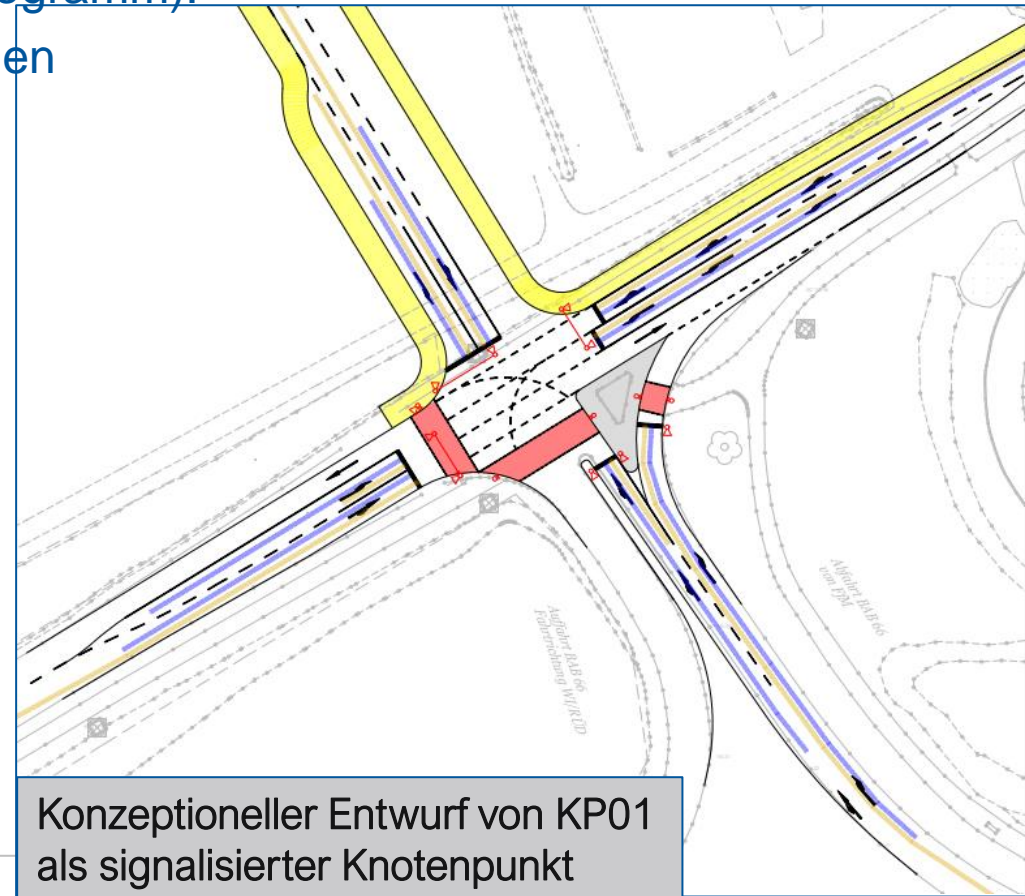 ogramm).
en
Abfahrt BAB 66
von FfM
Auffahrt BAB 66
Fahrtrichtung WI/RÜD
Konzeptioneller Entwurf von KP01
als signalisierter Knotenpunkt